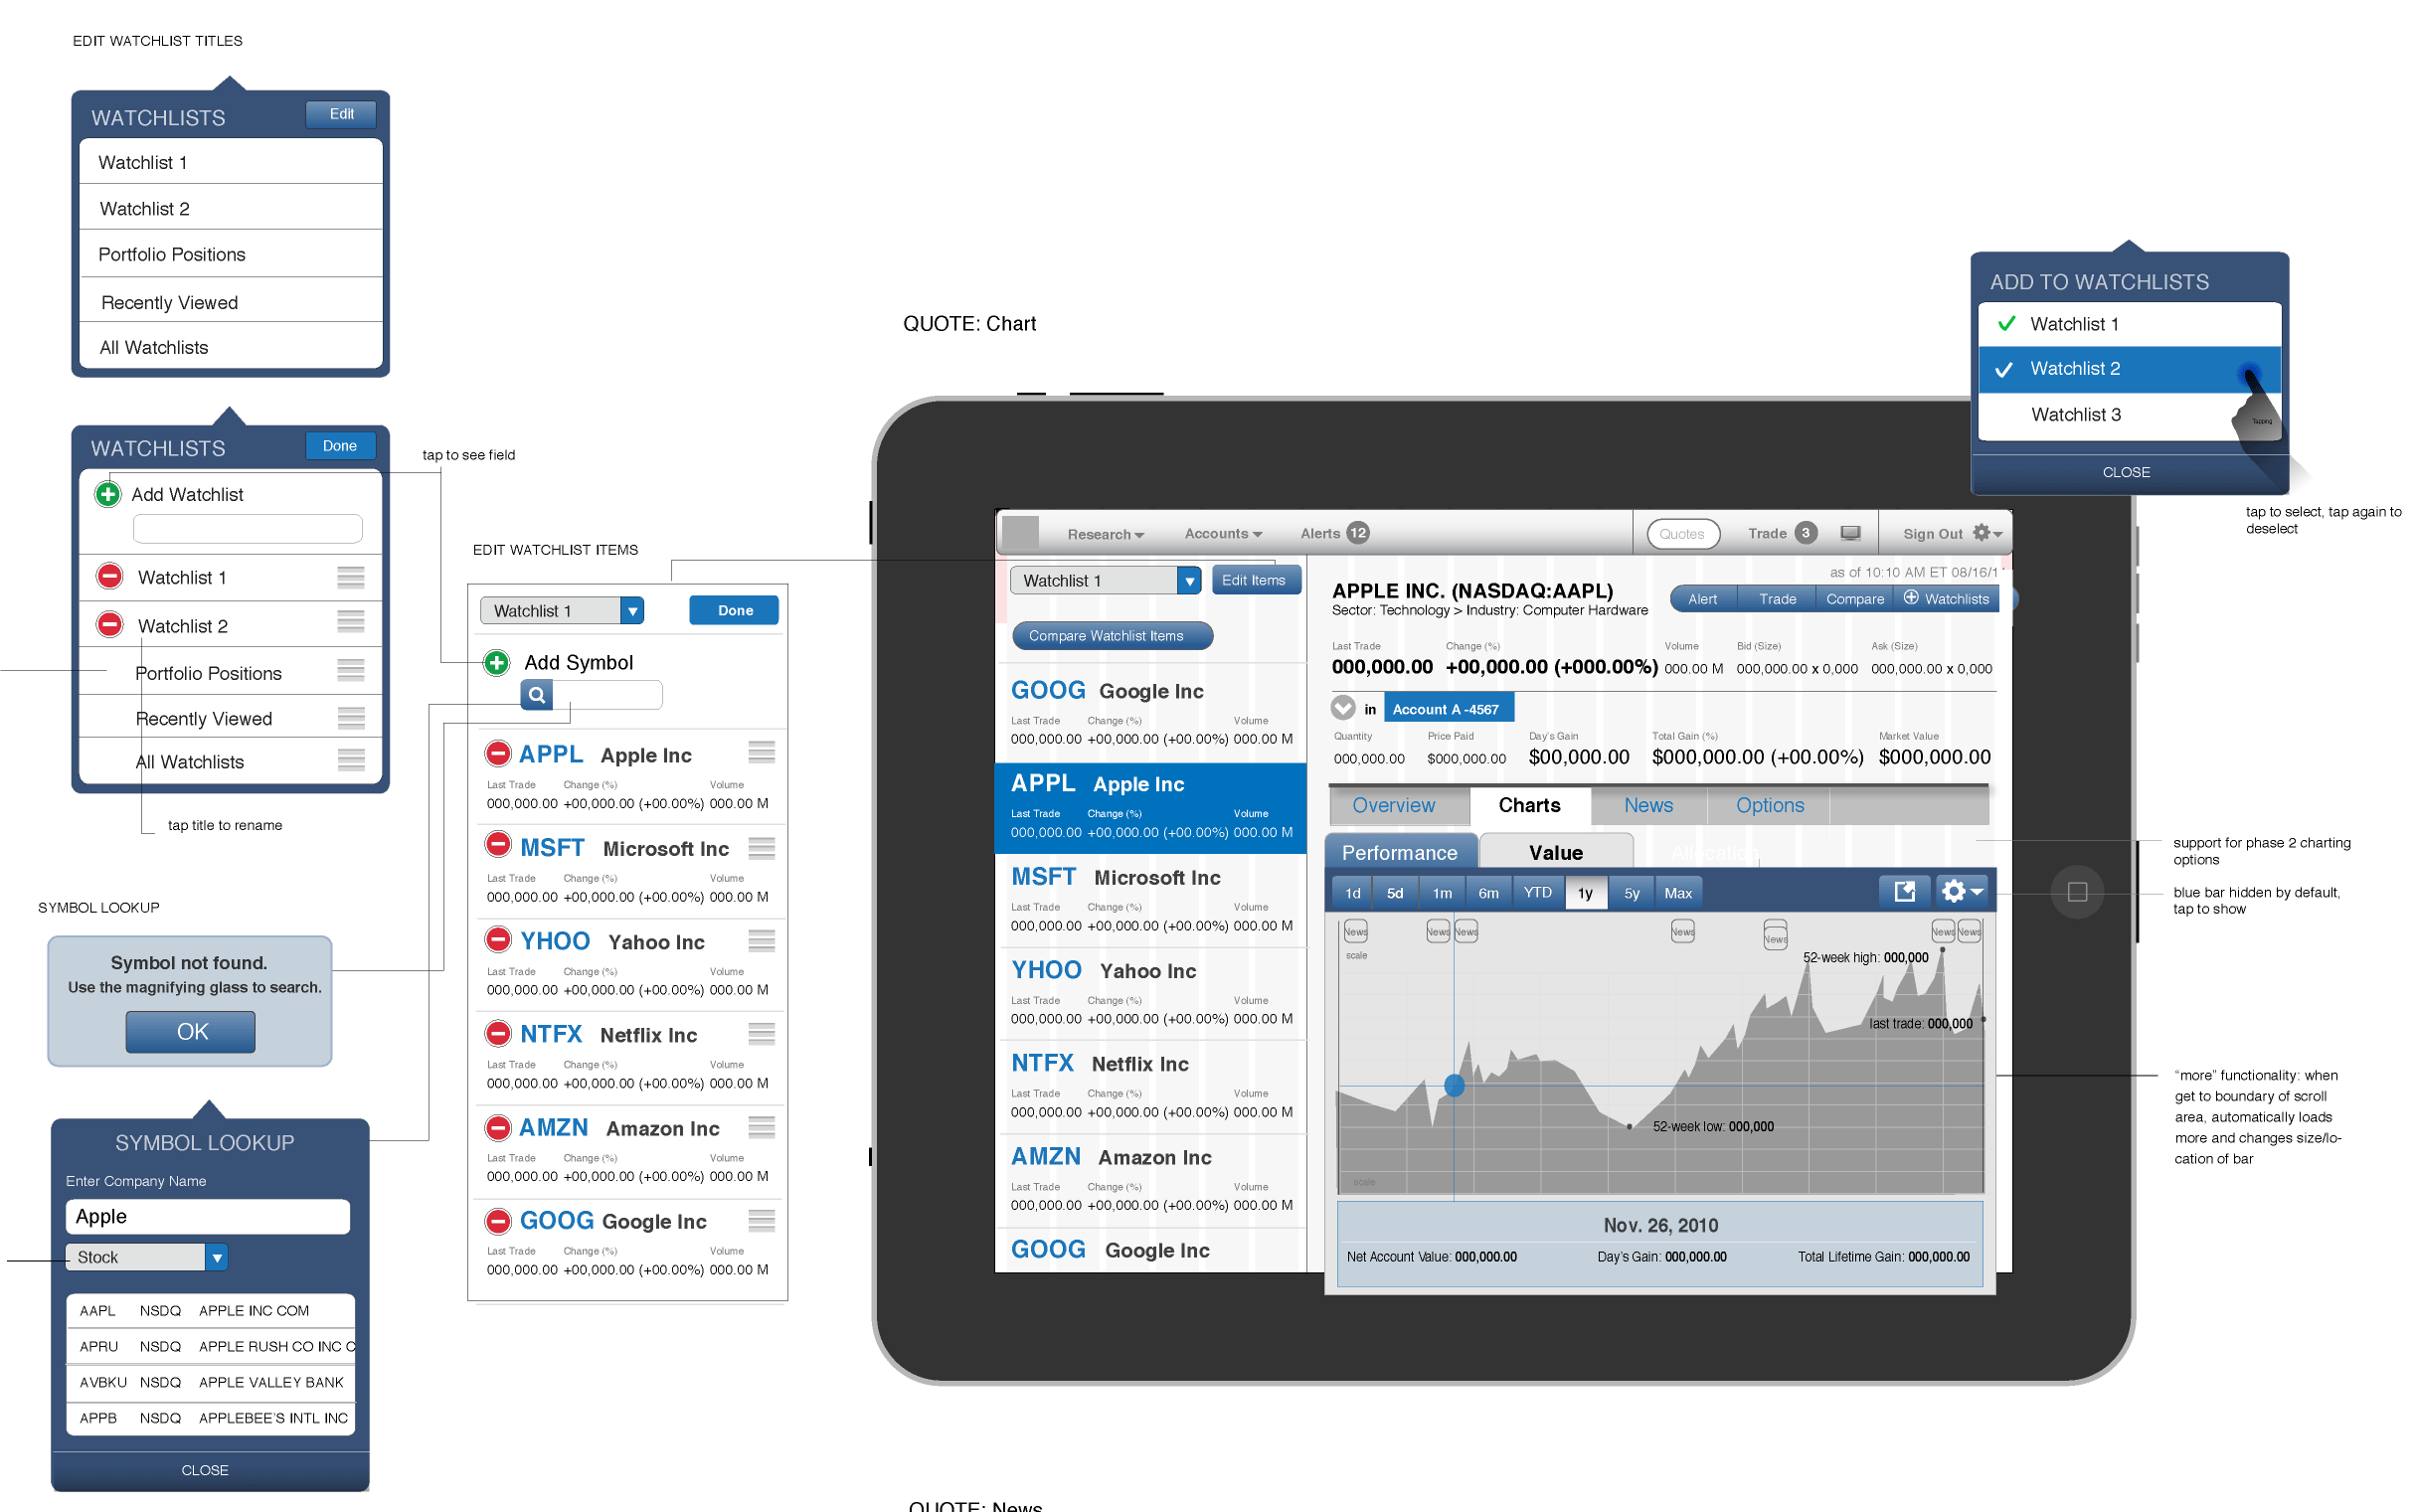 EDIT WATCHLIST TITLES
WATCHLISTS
Edit
Watchlist 1
Watchlist 2
Portfolio Positions
Recently Viewed
All Watchlists
WATCHLISTS
Done
Add Watchlist
Watchlist 1
Watchlist 2
Portfolio Positions
Recently Viewed
All Watchlists
tap to see field
tap title to rename
SYMBOL LOOKUP
Symbol not found.
Use the magnifying glass to search.
OK
SYMBOL LOOKUP
Enter Company Name
Apple
Stock
AAPL NSDQ APPLE INC COM
APRU NSDQ APPLE RUSH CO INC C
AVBKU NSDQ APPLE VALLEY BANK
APPB NSDQ APPLEBEE'S INTL INC
CLOSE
EDIT WATCHLIST ITEMS
Watchlist 1
Done
Add Symbol
APPL Apple Inc
Last Trade Change (%) Volume
000,000.00 +00,000.00 (+00.00%) 000.00 M
MSFT Microsoft Inc
Last Trade Change (%) Volume
000,000.00 +00,000.00 (+00.00%) 000.00 M
YHOO Yahoo Inc
Last Trade Change (%) Volume
000,000.00 +00,000.00 (+00.00%) 000.00 M
NTFX Netflix Inc
Last Trade Change (%) Volume
000,000.00 +00,000.00 (+00.00%) 000.00 M
AMZN Amazon Inc
Last Trade Change (%) Volume
000,000.00 +00,000.00 (+00.00%) 000.00 M
GOOG Google Inc
Last Trade Change (%) Volume
000,000.00 +00,000.00 (+00.00%) 000.00 M
QUOTE: Chart
Research Accounts Alerts 12 Quotes Trade 3 Sign Out
Watchlist 1
Edit Items
Compare Watchlist Items
GOOG Google Inc
Last Trade Change (%) Volume
000,000.00 +00,000.00 (+00.00%) 000.00 M
APPL Apple Inc
Last Trade Change (%) Volume
000,000.00 +00,000.00 (+00.00%) 000.00 M
MSFT Microsoft Inc
Last Trade Change (%) Volume
000,000.00 +00,000.00 (+00.00%) 000.00 M
YHOO Yahoo Inc
Last Trade Change (%) Volume
000,000.00 +00,000.00 (+00.00%) 000.00 M
NTFX Netflix Inc
Last Trade Change (%) Volume
000,000.00 +00,000.00 (+00.00%) 000.00 M
AMZN Amazon Inc
Last Trade Change (%) Volume
000,000.00 +00,000.00 (+00.00%) 000.00 M
GOOG Google Inc
as of 10:10 AM ET 08/16/1
APPLE INC. (NASDAQ:AAPL)
Sector: Technology > Industry: Computer Hardware
Alert Trade Compare Watchlists
Last Trade Change (%) Volume Bid (Size) Ask (Size)
000,000.00 +00,000.00 (+000.00%) 000.00 M 000,000.00 x 0,000 000,000.00 x 0,000
in Account A -4567
Quantity Price Paid Day's Gain Total Gain (%) Market Value
000,000.00 $000,000.00 $00,000.00 $000,000.00 (+00.00%) $000,000.00
Overview Charts News Options
Performance Value Allocation
1d 5d 1m 6m YTD 1y 5y Max
News News News News News News News
scale
52-week high: 000,000
last trade: 000,000
52-week low: 000,000
scale
Nov. 26, 2010
Net Account Value: 000,000.00 Day's Gain: 000,000.00 Total Lifetime Gain: 000,000.00
ADD TO WATCHLISTS
Watchlist 1
Watchlist 2
Watchlist 3
Tapping
CLOSE
tap to select, tap again to
deselect
support for phase 2 charting
options
blue bar hidden by default,
tap to show
“more” functionality: when
get to boundary of scroll
area, automatically loads
more and changes size/lo-
cation of bar
QUOTE: News